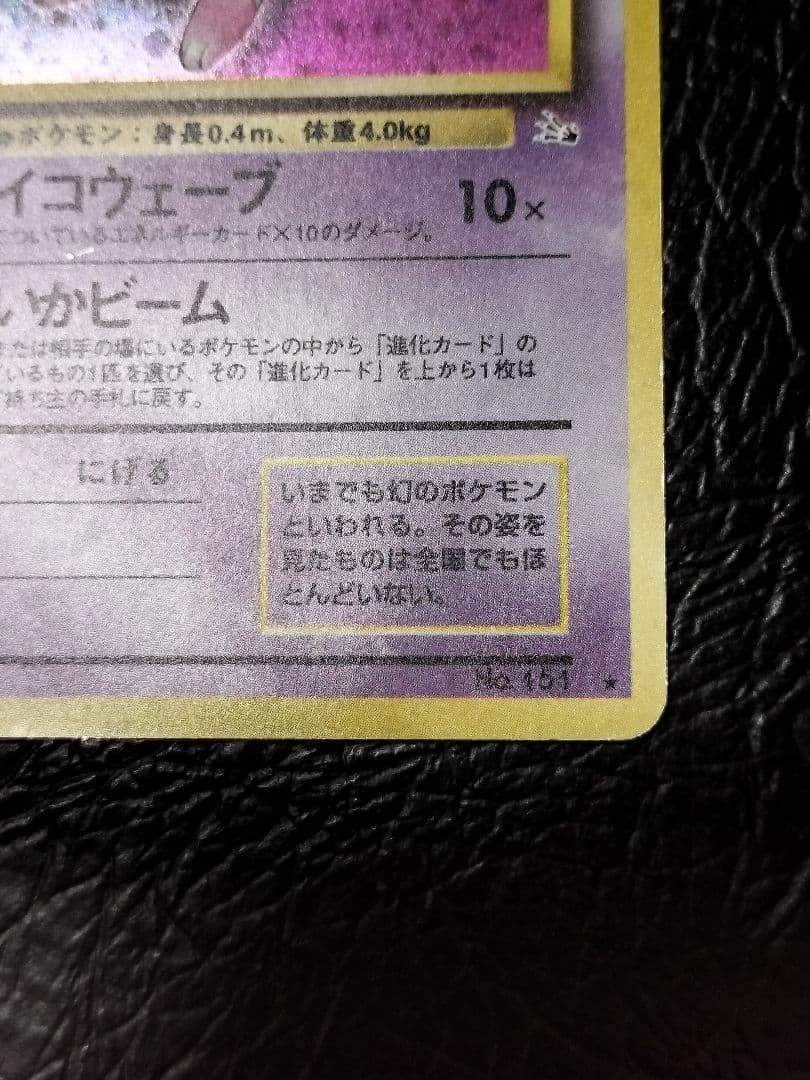 ポケモン：身長0.4m、体重4.0kg
イコウェーブ 10×
についているエネルギーカード×10のダメージ。
いかビーム
または相手の場にいるポケモンの中から「進化カード」の
ているもの1匹を選び、その「進化カード」を上から1枚は
持ち主の手札に戻す。
にげる
いまでも幻のポケモン
といわれる。その姿を
見たものは全国でもほ
とんどいない。
No.151 ★